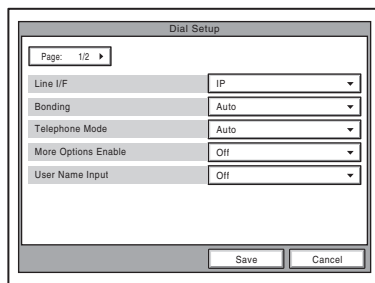 Dial Setup
Page: 1/2
Line I/F IP
Bonding Auto
Telephone Mode Auto
More Options Enable Off
User Name Input Off
Save Cancel